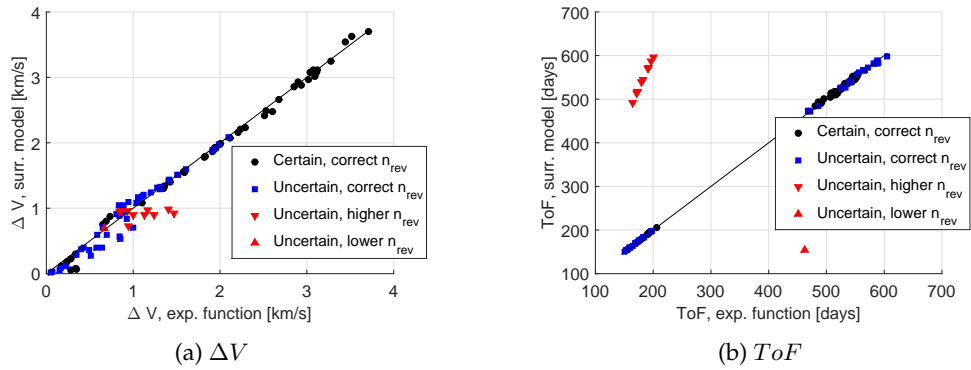 4
3
2
1
0
Δ V, surr. model [km/s]
0 1 2 3 4
Δ V, exp. function [km/s]
Certain, correct n_rev
Uncertain, correct n_rev
Uncertain, higher n_rev
Uncertain, lower n_rev
(a) ΔV
700
600
500
400
300
200
100
ToF, surr. model [days]
100 200 300 400 500 600 700
ToF, exp. function [days]
Certain, correct n_rev
Uncertain, correct n_rev
Uncertain, higher n_rev
Uncertain, lower n_rev
(b) ToF